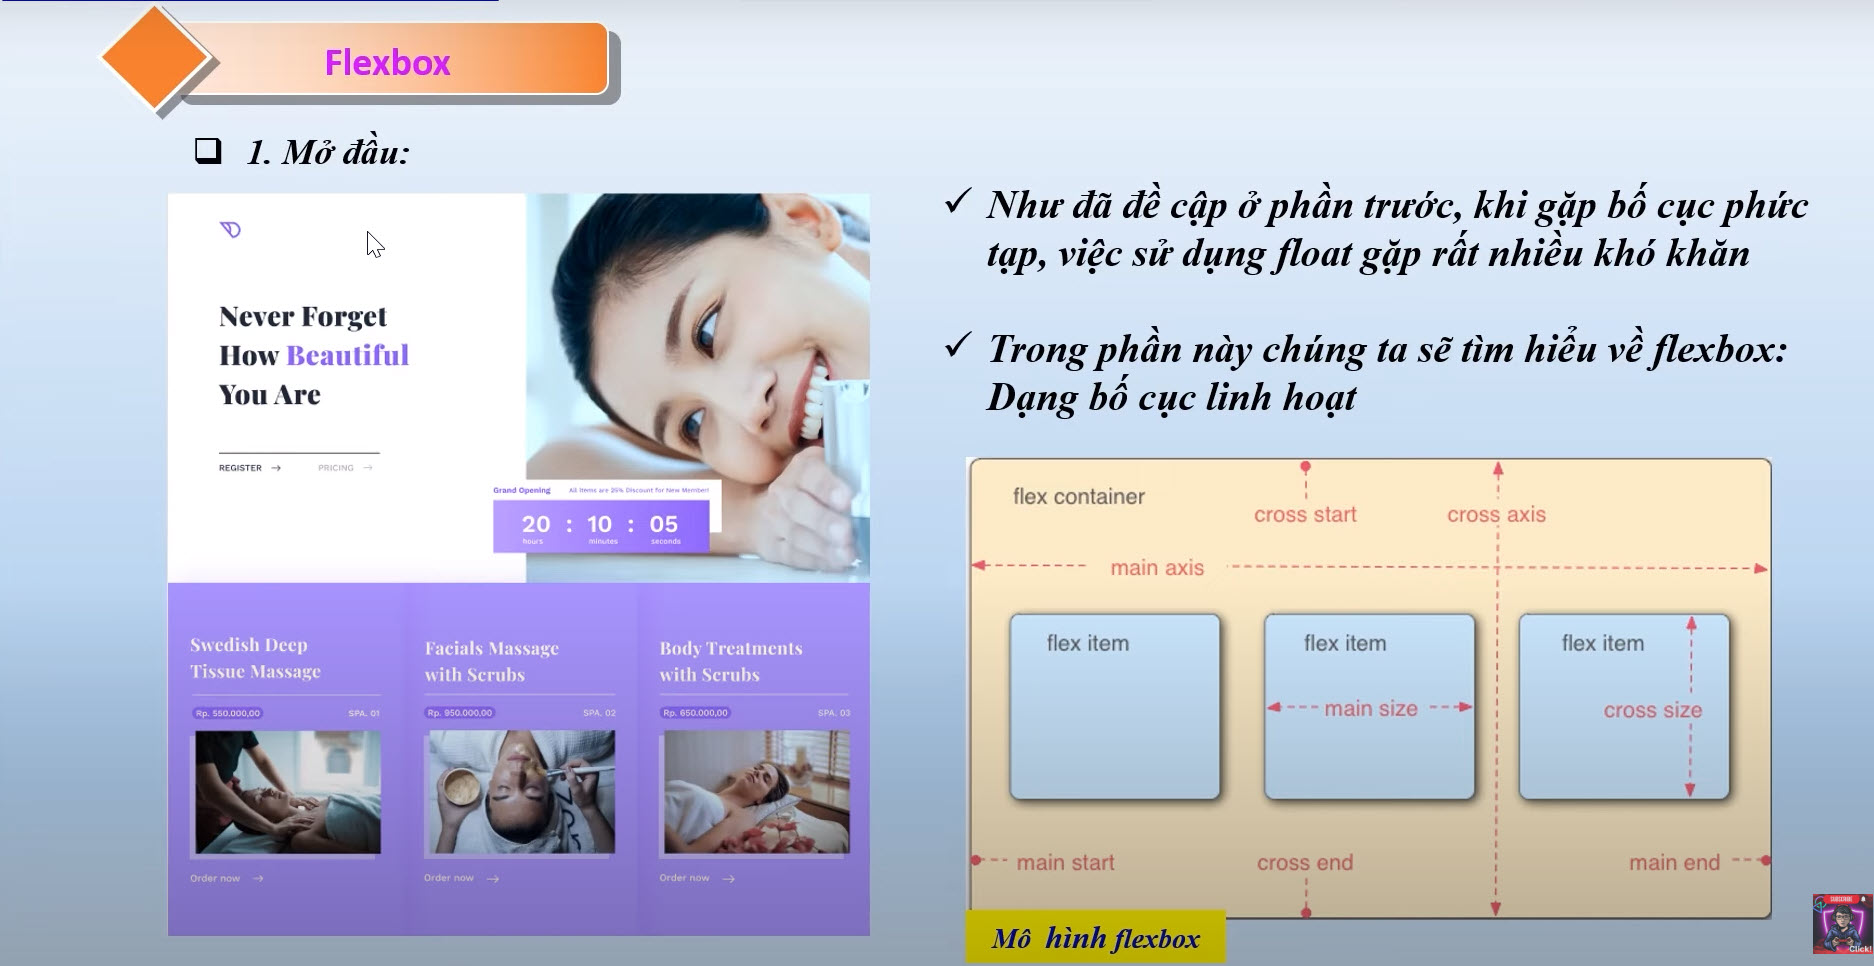 Flexbox
1. Mở đầu:
Never Forget
How Beautiful
You Are
REGISTER → PRICING →
Grand Opening All Items are 25% Discount for New Member!
20 : 10 : 05
hours minutes seconds
Swedish Deep
Tissue Massage
Rp. 550.000,00 SPA. 01
Order now →
Facials Massage
with Scrubs
Rp. 950.000,00 SPA. 02
Order now →
Body Treatments
with Scrubs
Rp. 650.000,00 SPA. 03
Order now →
Như đã đề cập ở phần trước, khi gặp bố cục phức
tạp, việc sử dụng float gặp rất nhiều khó khăn
Trong phần này chúng ta sẽ tìm hiểu về flexbox:
Dạng bố cục linh hoạt
flex container
cross start
cross axis
main axis
flex item
flex item
flex item
main size
cross size
main start
cross end
main end
Mô hình flexbox
SUBSCRIBE
Click!